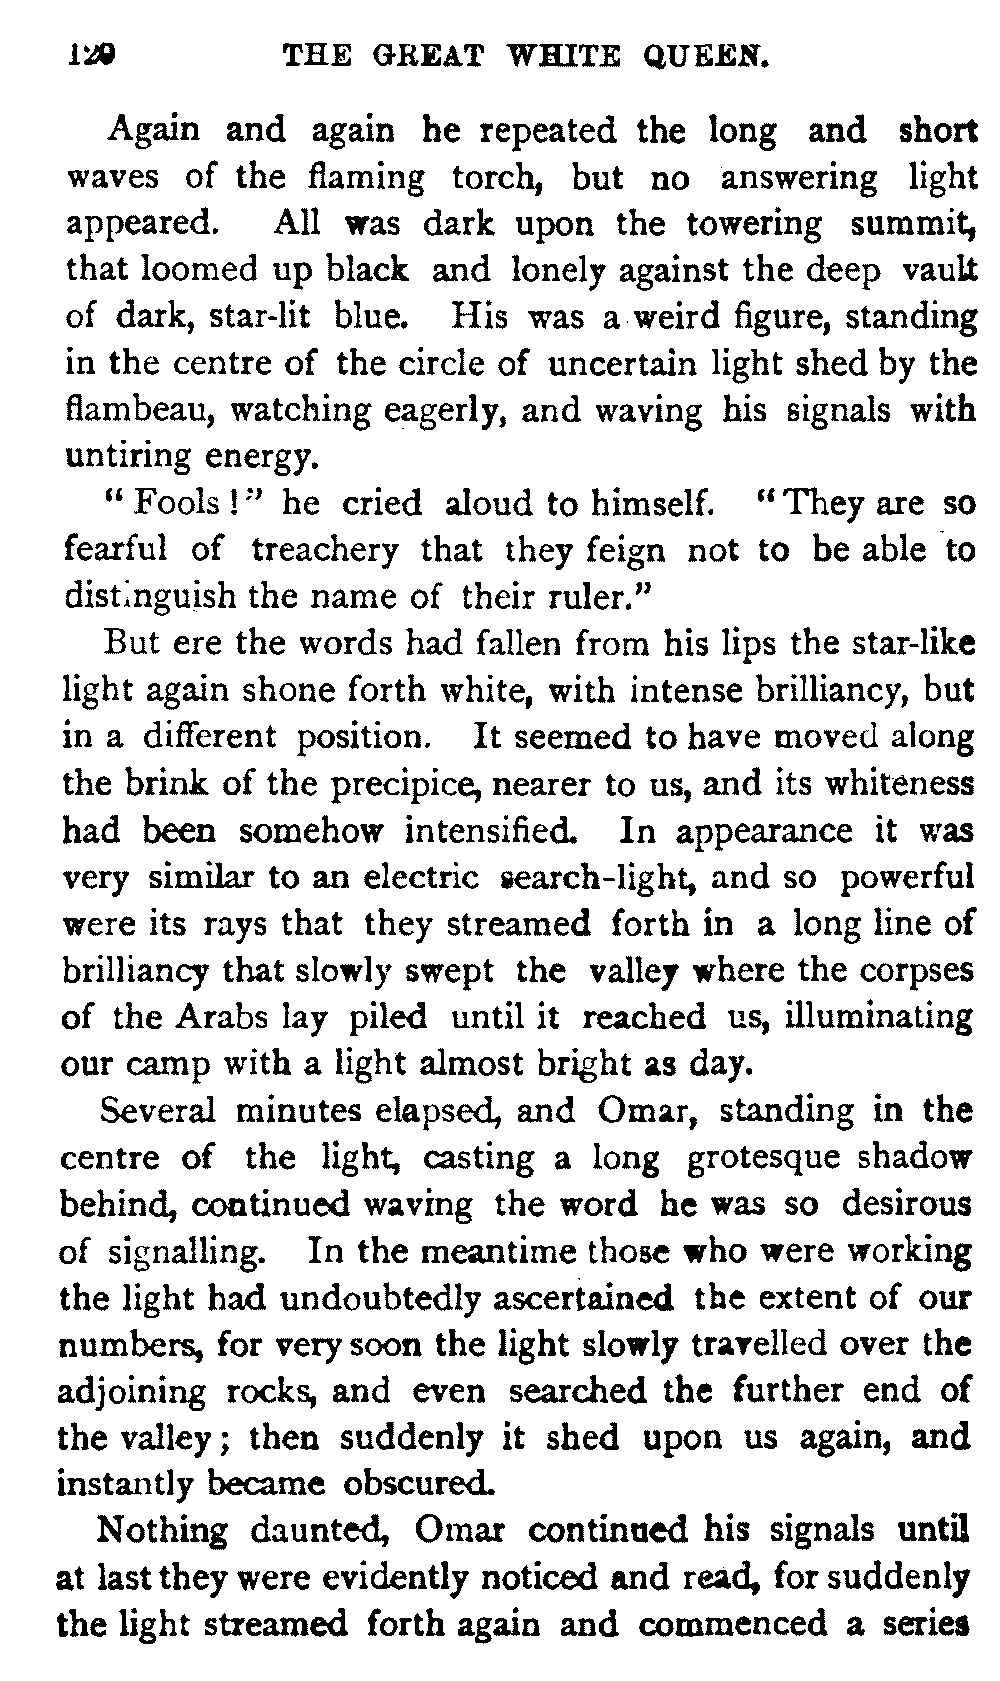 120 THE GREAT WHITE QUEEN.
Again and again he repeated the long and short
waves of the flaming torch, but no answering light
appeared. All was dark upon the towering summit,
that loomed up black and lonely against the deep vault
of dark, star-lit blue. His was a weird figure, standing
in the centre of the circle of uncertain light shed by the
flambeau, watching eagerly, and waving his signals with
untiring energy.
“Fools!” he cried aloud to himself. “They are so
fearful of treachery that they feign not to be able to
distinguish the name of their ruler.”
But ere the words had fallen from his lips the star-like
light again shone forth white, with intense brilliancy, but
in a different position. It seemed to have moved along
the brink of the precipice, nearer to us, and its whiteness
had been somehow intensified. In appearance it was
very similar to an electric search-light, and so powerful
were its rays that they streamed forth in a long line of
brilliancy that slowly swept the valley where the corpses
of the Arabs lay piled until it reached us, illuminating
our camp with a light almost bright as day.
Several minutes elapsed, and Omar, standing in the
centre of the light, casting a long grotesque shadow
behind, continued waving the word he was so desirous
of signalling. In the meantime those who were working
the light had undoubtedly ascertained the extent of our
numbers, for very soon the light slowly travelled over the
adjoining rocks, and even searched the further end of
the valley; then suddenly it shed upon us again, and
instantly became obscured.
Nothing daunted, Omar continued his signals until
at last they were evidently noticed and read, for suddenly
the light streamed forth again and commenced a series